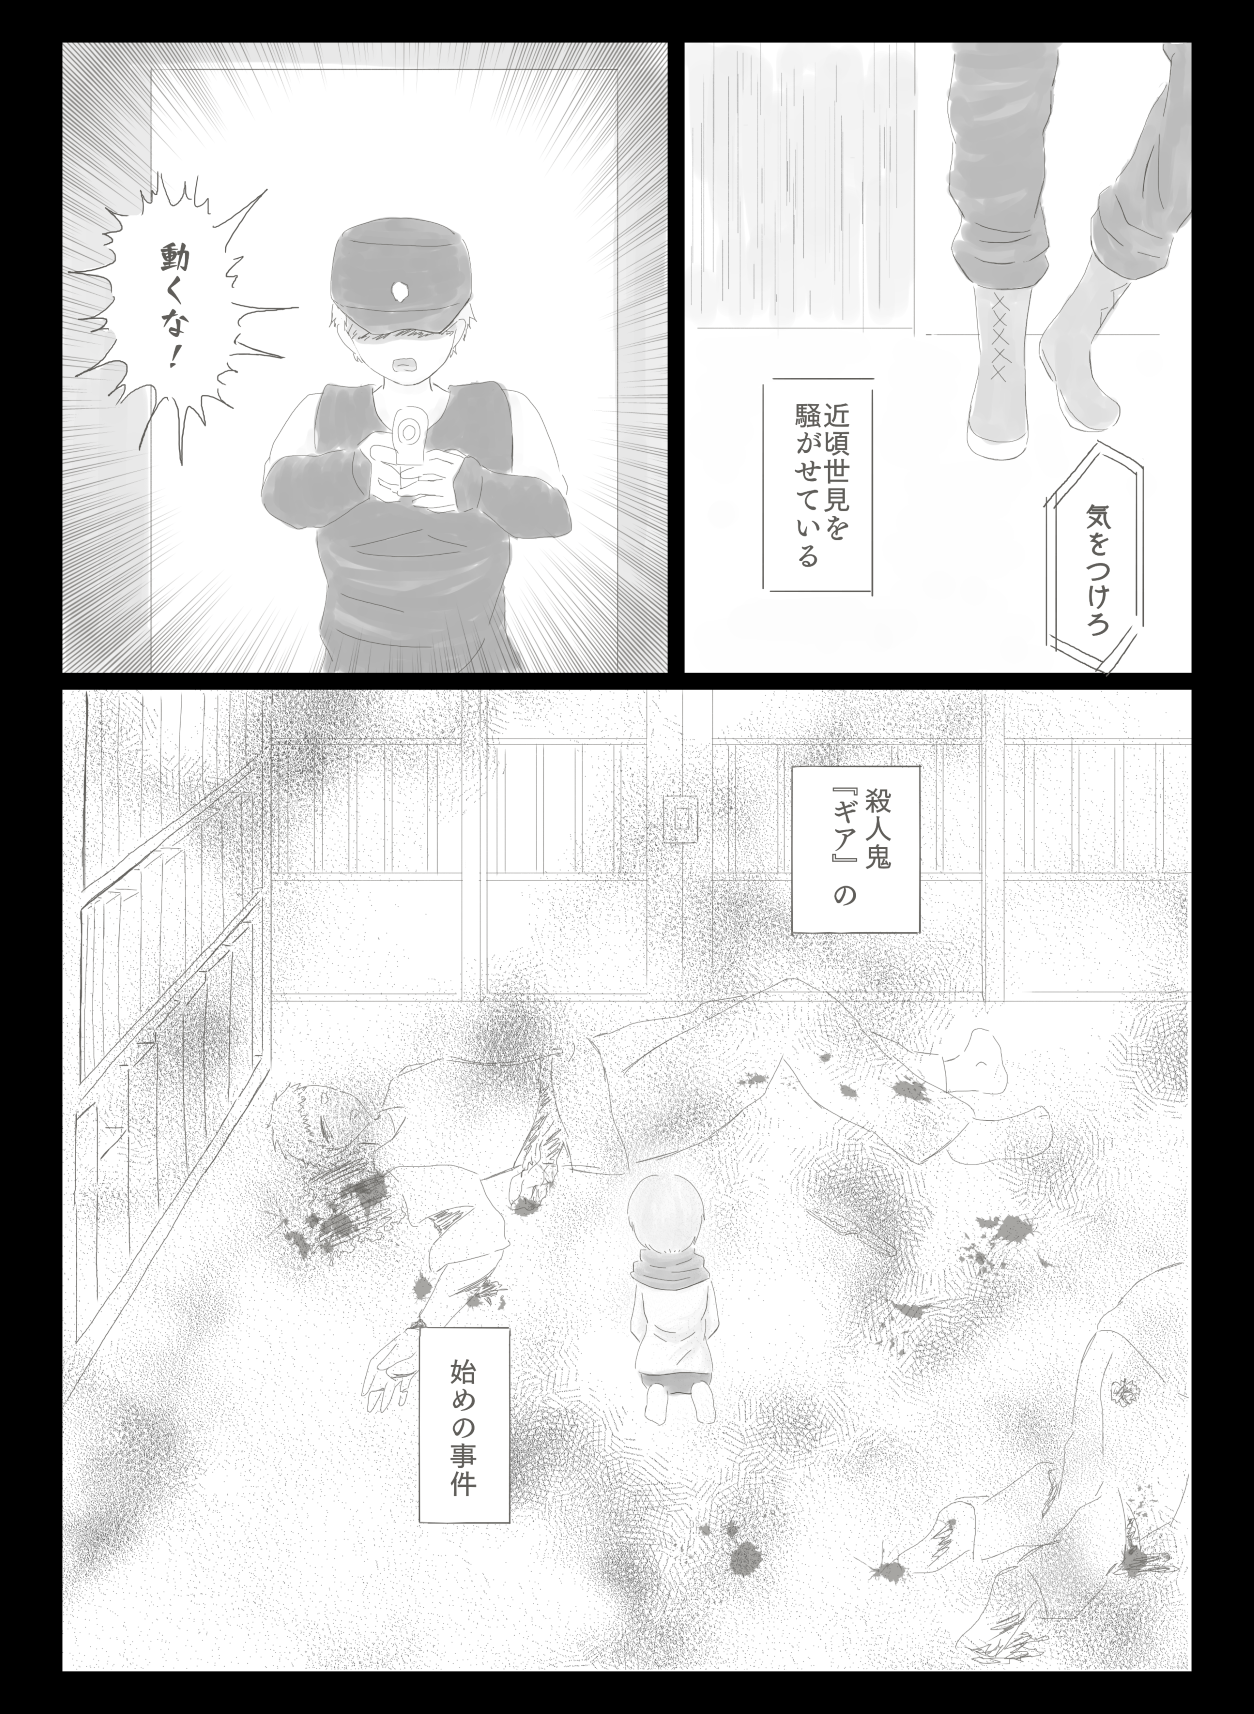 気をつけろ
近頃世見を
騒がせている
動くな！
殺人鬼
『ギア』の
始めの事件